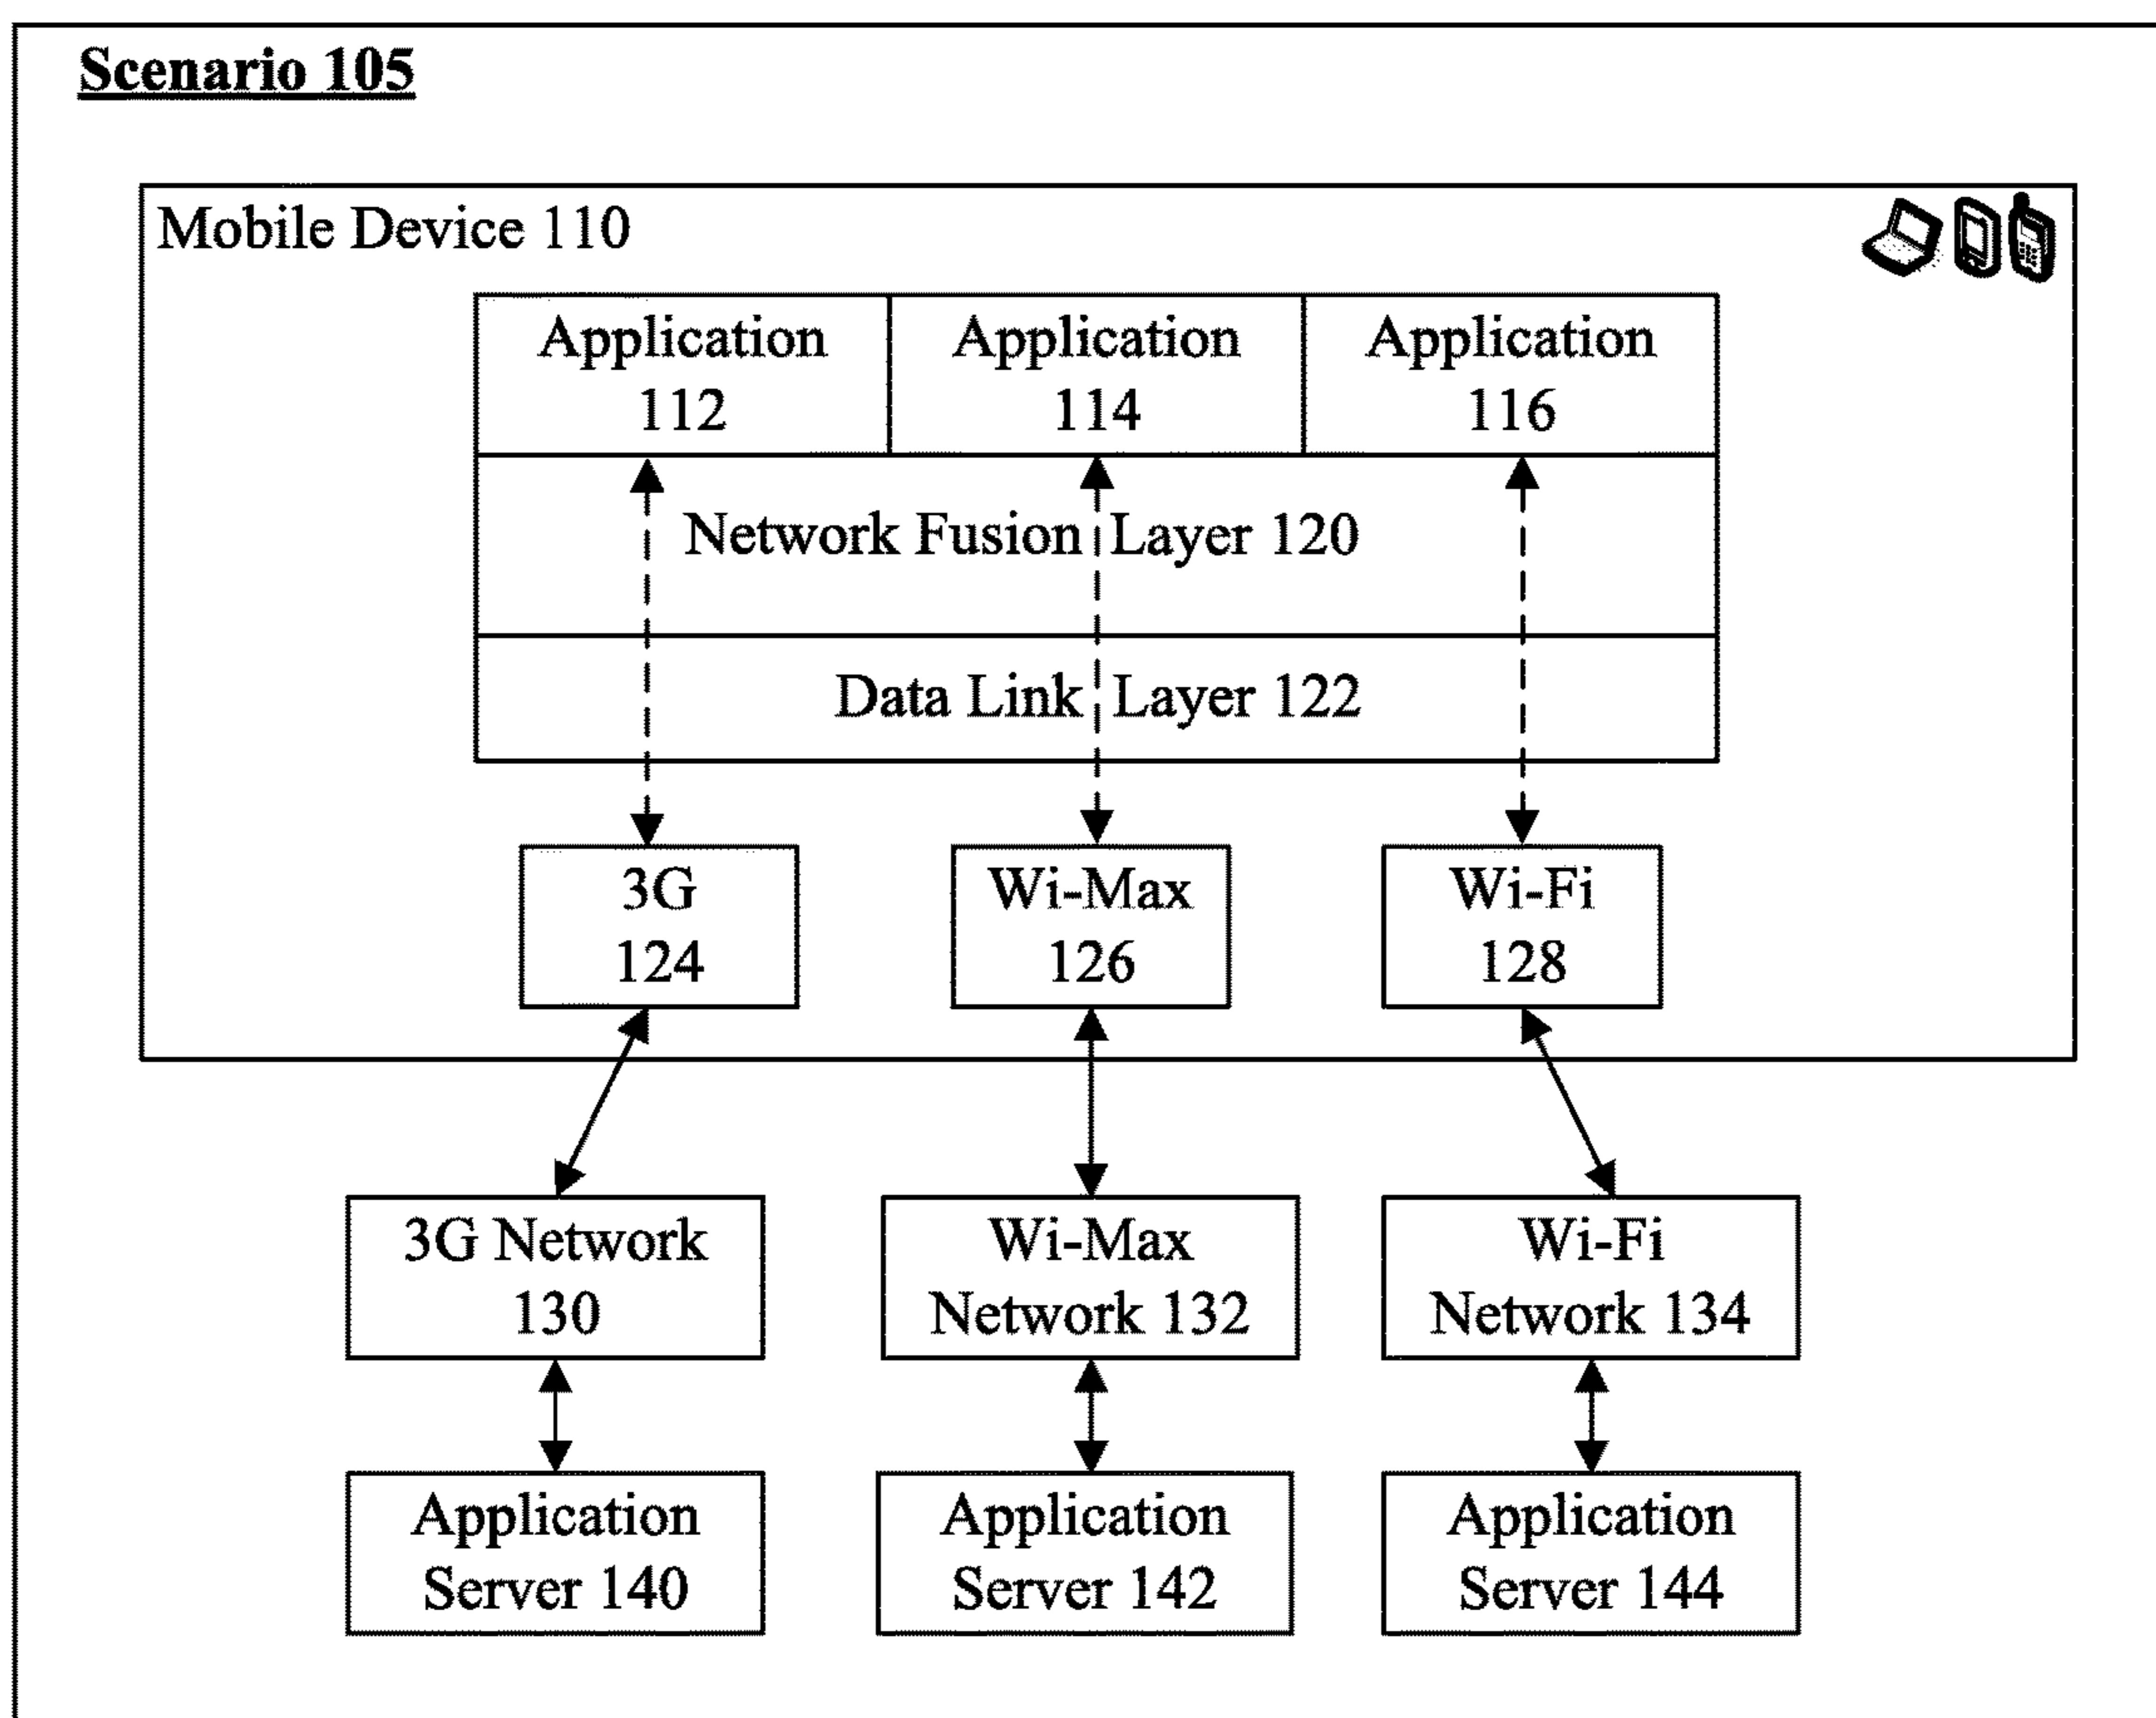 Scenario 105
Mobile Device 110
Application
112
Application
114
Application
116
Network Fusion Layer 120
Data Link Layer 122
3G
124
Wi-Max
126
Wi-Fi
128
3G Network
130
Wi-Max
Network 132
Wi-Fi
Network 134
Application
Server 140
Application
Server 142
Application
Server 144